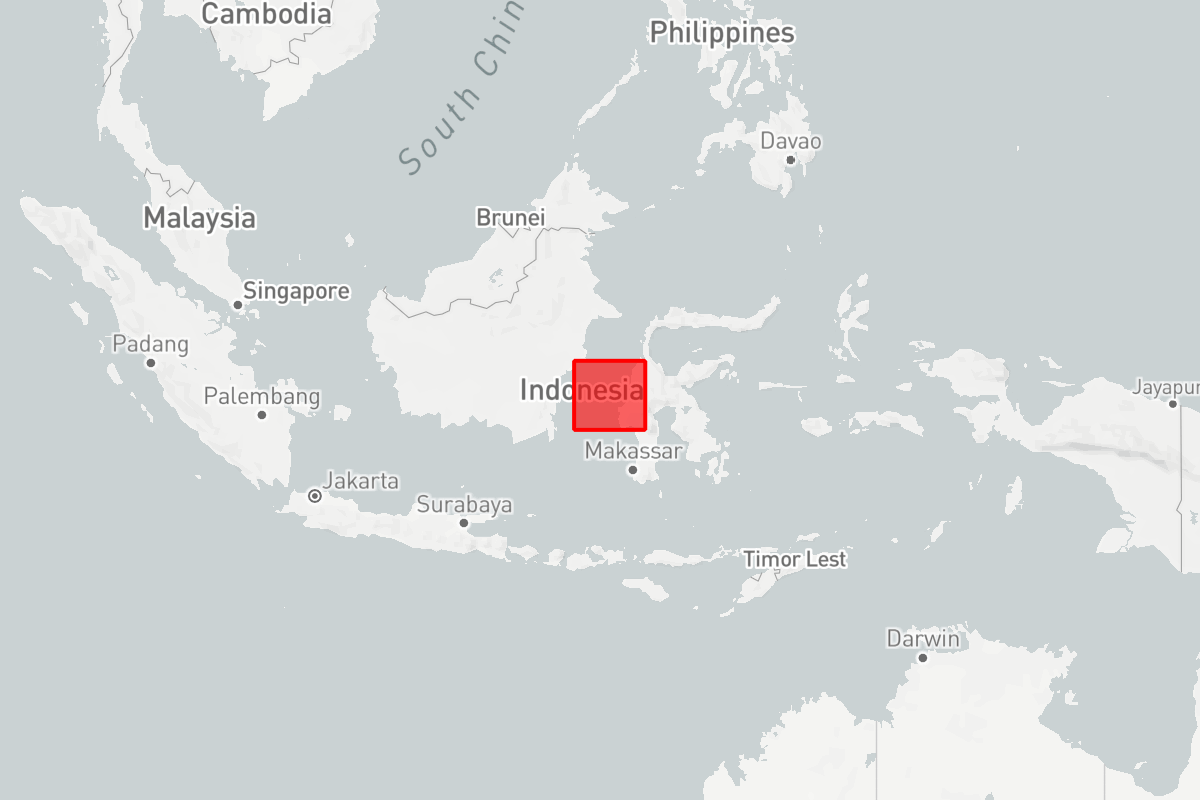 Cambodia
Philippines
South Chin
Davao
Malaysia
Brunei
Singapore
Padang
Palembang
Indonesia
Jayapur
Makassar
Jakarta
Surabaya
Timor Lest
Darwin